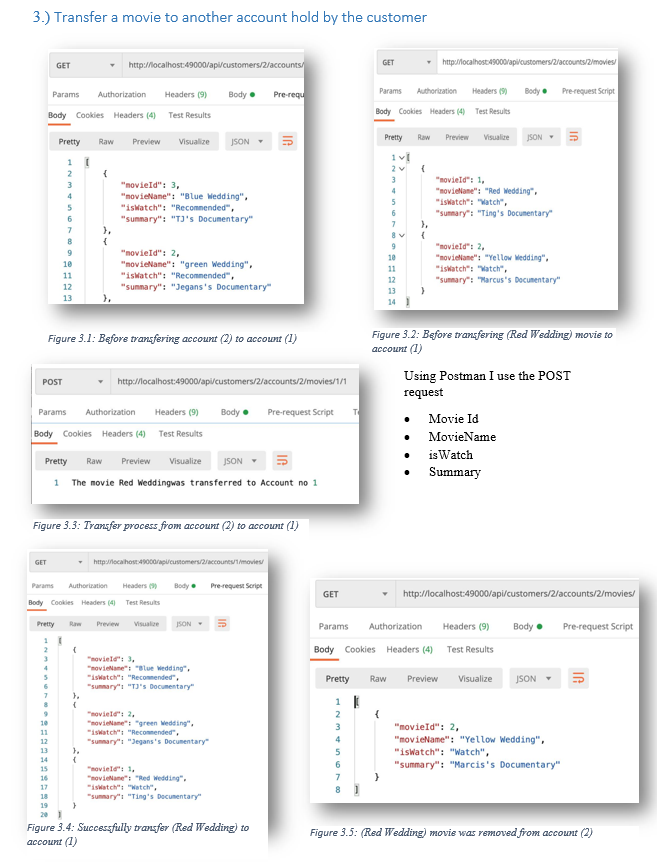 3.) Transfer a movie to another account hold by the customer
GET http://localhost:49000/api/customers/2/accounts/
Params Authorization Headers (9) Body Pre-requ
Body Cookies Headers (4) Test Results
Pretty Raw Preview Visualize JSON
1 [
2 {
3 "movieId": 3,
4 "movieName": "Blue Wedding",
5 "isWatch": "Recommended",
6 "summary": "TJ's Documentary"
7 },
8 {
9 "movieId": 2,
10 "movieName": "green Wedding",
11 "isWatch": "Recommended",
12 "summary": "Jegans's Documentary"
13 },
Figure 3.1: Before transfering account (2) to account (1)
GET http://localhost:49000/api/customers/2/accounts/2/movies/
Params Authorization Headers (9) Body Pre-request Script
Body Cookies Headers (4) Test Results
Pretty Raw Preview Visualize JSON
1 [
2 {
3 "movieId": 1,
4 "movieName": "Red Wedding",
5 "isWatch": "Watch",
6 "summary": "Ting's Documentary"
7 },
8 {
9 "movieId": 2,
10 "movieName": "Yellow Wedding",
11 "isWatch": "Watch",
12 "summary": "Marcus's Documentary"
13 }
14 ]
Figure 3.2: Before transfering (Red Wedding) movie to
account (1)
POST http://localhost:49000/api/customers/2/accounts/2/movies/1/1
Params Authorization Headers (9) Body Pre-request Script T
Body Cookies Headers (4) Test Results
Pretty Raw Preview Visualize JSON
1 The movie Red Weddingwas transferred to Account no 1
Figure 3.3: Transfer process from account (2) to account (1)
Using Postman I use the POST
request
• Movie Id
• MovieName
• isWatch
• Summary
GET http://localhost:49000/api/customers/2/accounts/1/movies/
Params Authorization Headers (9) Body Pre-request Script
Body Cookies Headers (4) Test Results
Pretty Raw Preview Visualize JSON
1 [
2 {
3 "movieId": 3,
4 "movieName": "Blue Wedding",
5 "isWatch": "Recommended",
6 "summary": "TJ's Documentary"
7 },
8 {
9 "movieId": 2,
10 "movieName": "green Wedding",
11 "isWatch": "Recommended",
12 "summary": "Jegans's Documentary"
13 },
14 {
15 "movieId": 1,
16 "movieName": "Red Wedding",
17 "isWatch": "Watch",
18 "summary": "Ting's Documentary"
19 }
20 ]
Figure 3.4: Successfully transfer (Red Wedding) to
account (1)
GET http://localhost:49000/api/customers/2/accounts/2/movies/
Params Authorization Headers (9) Body Pre-request Script
Body Cookies Headers (4) Test Results
Pretty Raw Preview Visualize JSON
1 [
2 {
3 "movieId": 2,
4 "movieName": "Yellow Wedding",
5 "isWatch": "Watch",
6 "summary": "Marcis's Documentary"
7 }
8 ]
Figure 3.5: (Red Wedding) movie was removed from account (2)